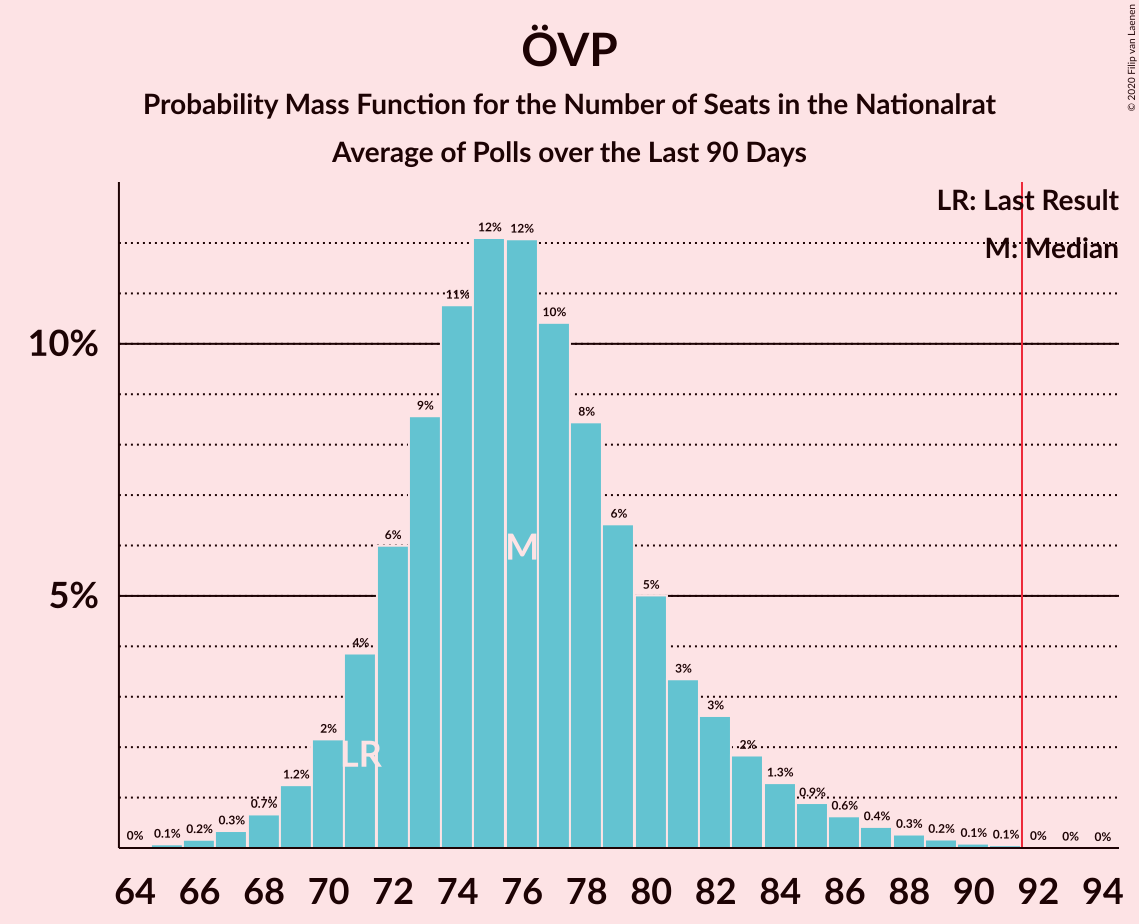 ÖVP
Probability Mass Function for the Number of Seats in the Nationalrat
Average of Polls over the Last 90 Days
© 2020 Filip van Laenen
LR: Last Result
M: Median
10%
5%
0% 0.1% 0.2% 0.3% 0.7% 1.2% 2% 4% 6% 9% 11% 12% 12% 10% 8% 6% 5% 3% 3% 2% 1.3% 0.9% 0.6% 0.4% 0.3% 0.2% 0.1% 0.1% 0% 0% 0%
M
LR
64 66 68 70 72 74 76 78 80 82 84 86 88 90 92 94